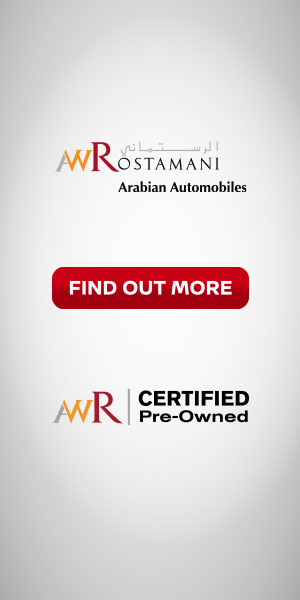 الرستماني
AWROSTAMANI
Arabian Automobiles
FIND OUT MORE
AWR CERTIFIED
Pre-Owned